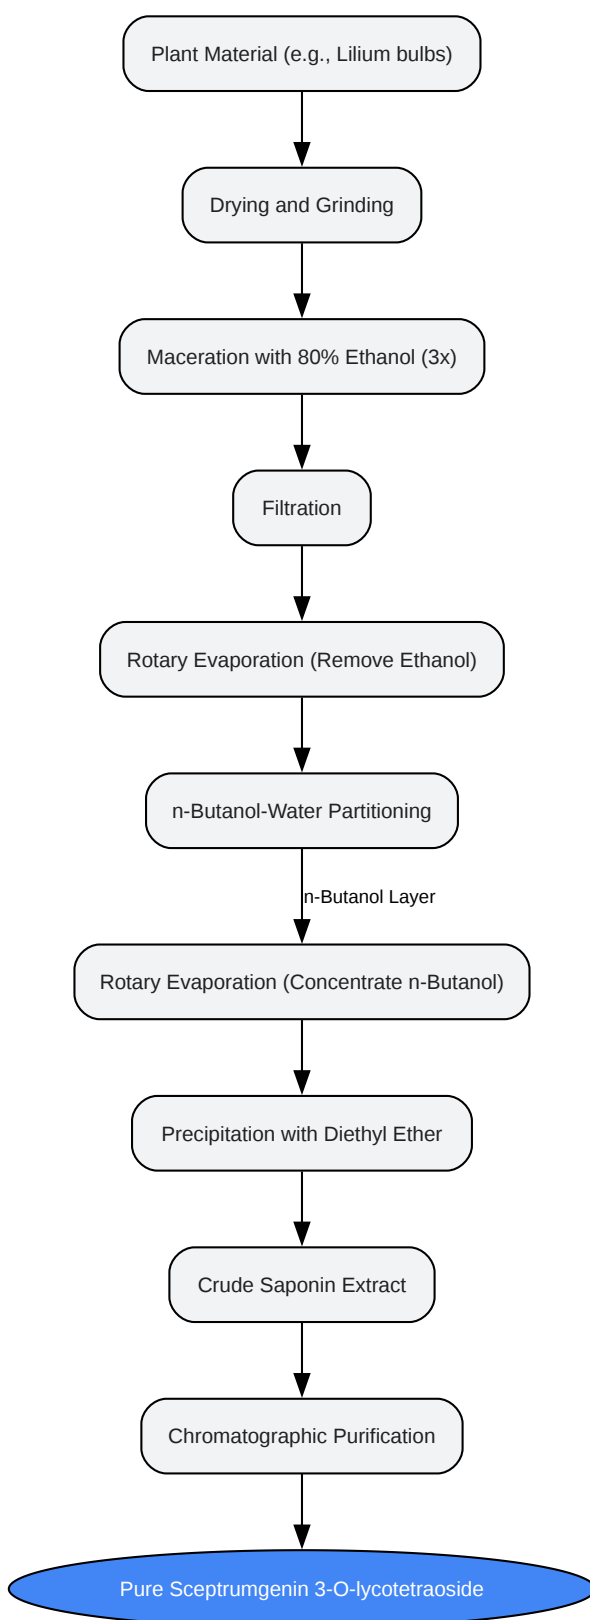 Plant Material (e.g., Lilium bulbs)
Drying and Grinding
Maceration with 80% Ethanol (3x)
Filtration
Rotary Evaporation (Remove Ethanol)
n-Butanol-Water Partitioning
n-Butanol Layer
Rotary Evaporation (Concentrate n-Butanol)
Precipitation with Diethyl Ether
Crude Saponin Extract
Chromatographic Purification
Pure Sceptrumgenin 3-O-lycotetraoside